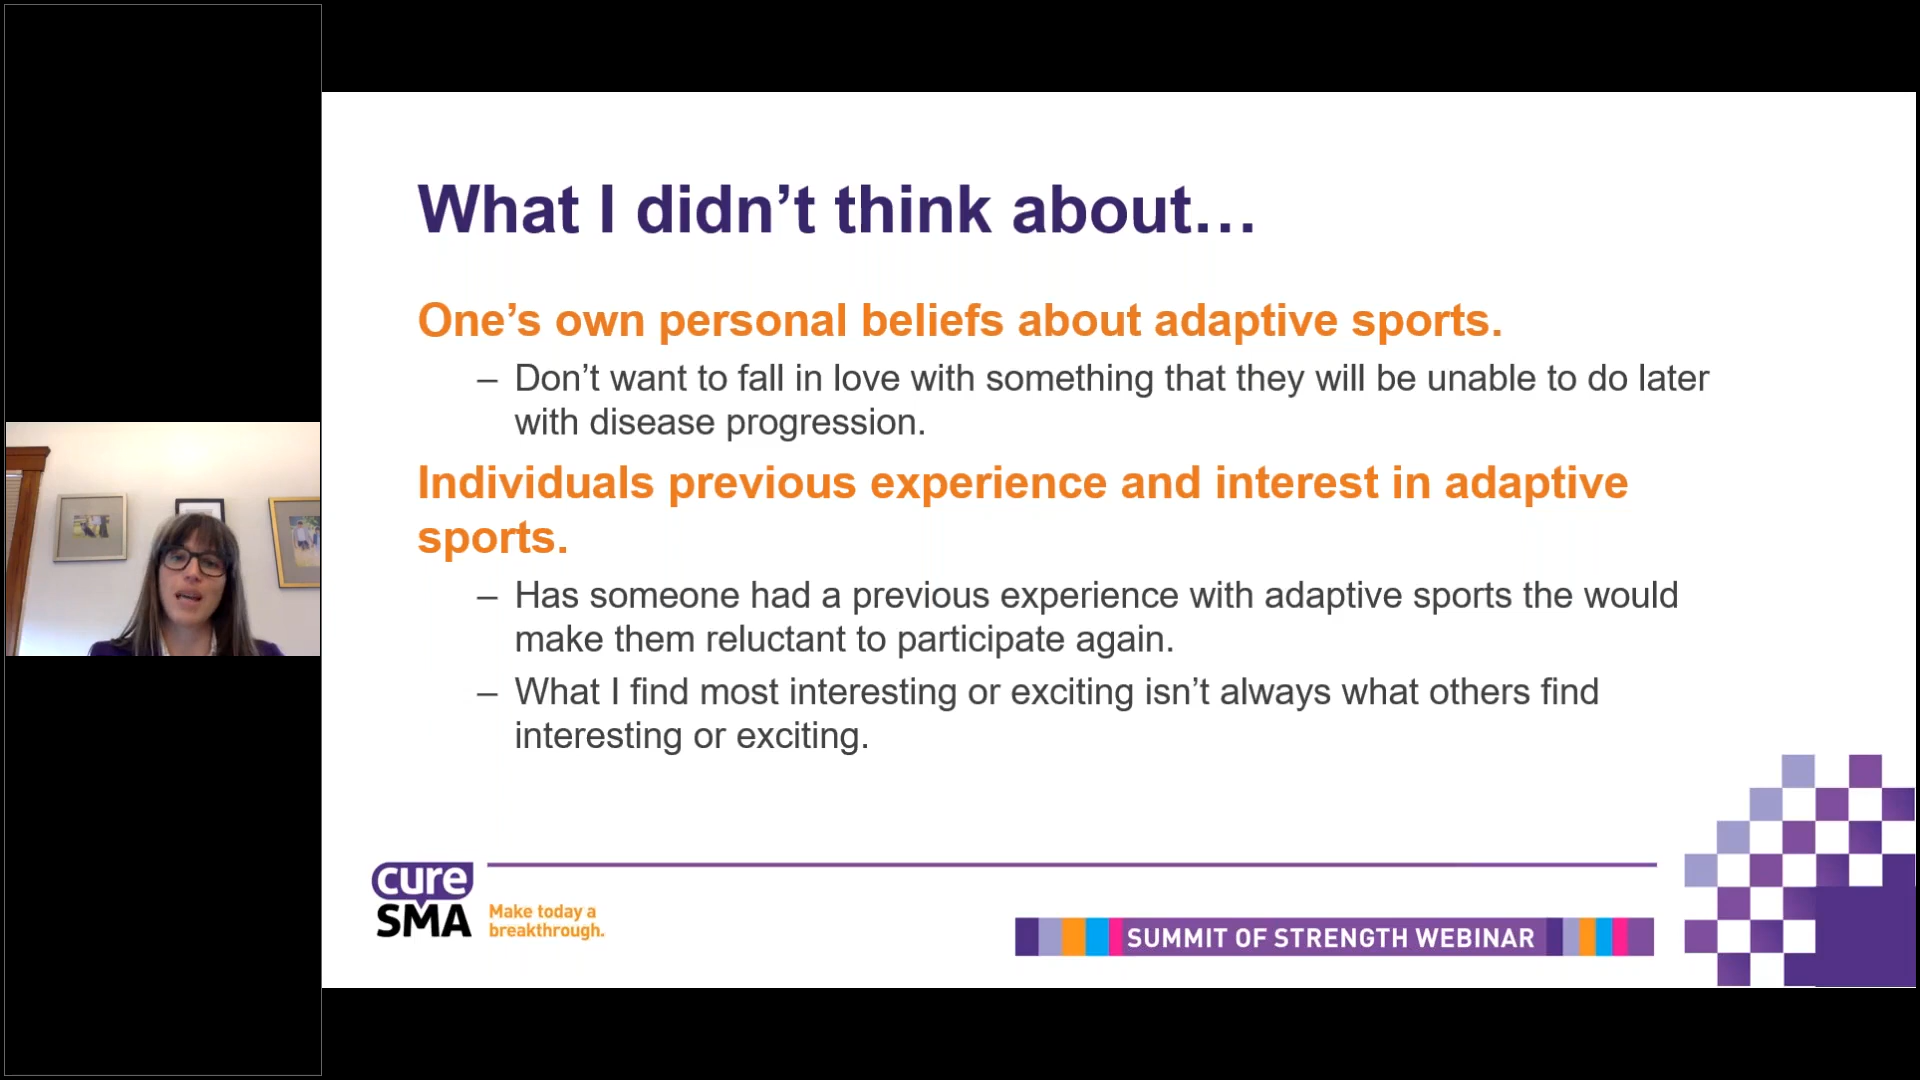 What I didn’t think about…
One’s own personal beliefs about adaptive sports.
– Don’t want to fall in love with something that they will be unable to do later
with disease progression.
Individuals previous experience and interest in adaptive
sports.
– Has someone had a previous experience with adaptive sports the would
make them reluctant to participate again.
– What I find most interesting or exciting isn’t always what others find
interesting or exciting.
cure
SMA
Make today a
breakthrough.
SUMMIT OF STRENGTH WEBINAR